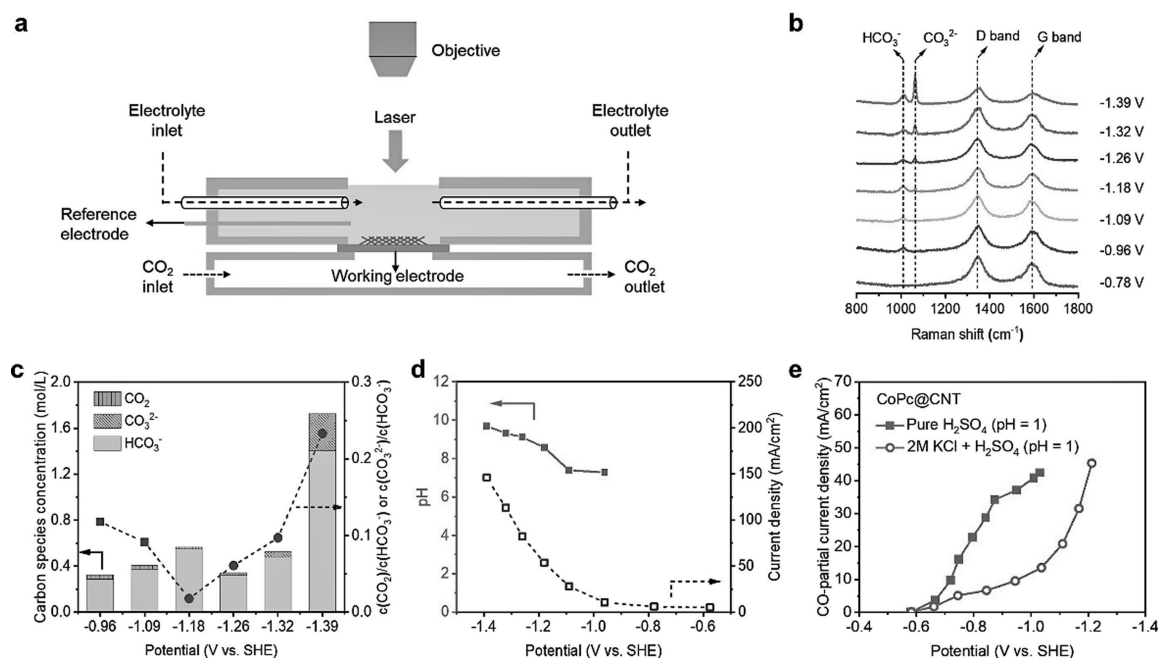 a
Objective
Electrolyte
inlet
Laser
Electrolyte
outlet
Reference
electrode
CO₂
inlet
Working electrode
CO₂
outlet
b
HCO₃⁻
CO₃²⁻
D band
G band
-1.39 V
-1.32 V
-1.26 V
-1.18 V
-1.09 V
-0.96 V
-0.78 V
800 1000 1200 1400 1600 1800
Raman shift (cm⁻¹)
c
Carbon species concentration (mol/L)
2.0
1.6
1.2
0.8
0.4
0.0
CO₂
CO₃²⁻
HCO₃⁻
0.3
0.2
0.1
0.0
c(CO₂)/c(HCO₃⁻) or c(CO₃²⁻)/c(HCO₃⁻)
-0.96 -1.09 -1.18 -1.26 -1.32 -1.39
Potential (V vs. SHE)
d
pH
12
10
8
6
4
2
0
250
200
150
100
50
0
Current density (mA/cm²)
-1.4 -1.2 -1.0 -0.8 -0.6
Potential (V vs. SHE)
e
CO-partial current density (mA/cm²)
70
60
50
40
30
20
10
0
CoPc@CNT
Pure H₂SO₄ (pH = 1)
2M KCl + H₂SO₄ (pH = 1)
-0.4 -0.6 -0.8 -1.0 -1.2 -1.4
Potential (V vs. SHE)